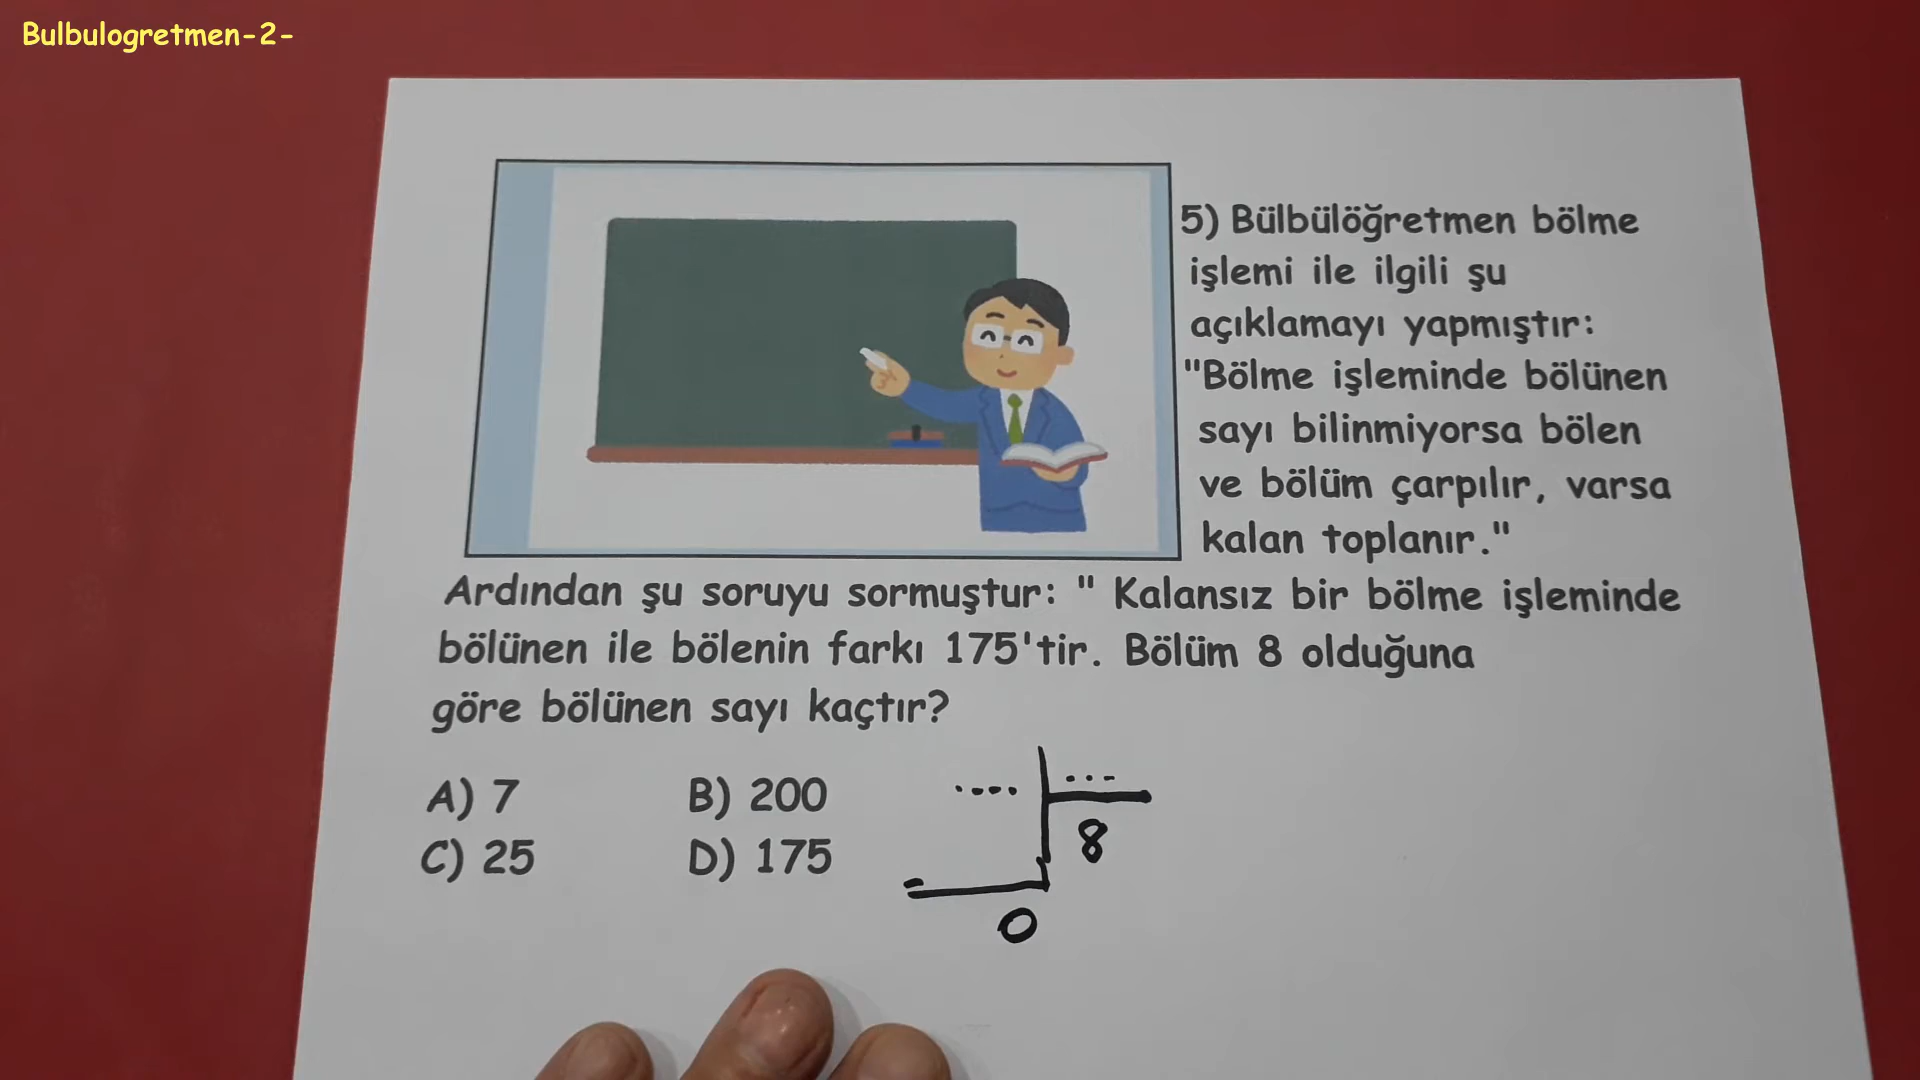 Bulbulogretmen-2-
5) Bülbülöğretmen bölme
işlemi ile ilgili şu
açıklamayı yapmıştır:
"Bölme işleminde bölünen
sayı bilinmiyorsa bölen
ve bölüm çarpılır, varsa
kalan toplanır."
Ardından şu soruyu sormuştur: " Kalansız bir bölme işleminde
bölünen ile bölenin farkı 175'tir. Bölüm 8 olduğuna
göre bölünen sayı kaçtır?
A) 7 B) 200
C) 25 D) 175
.... ...
8
0